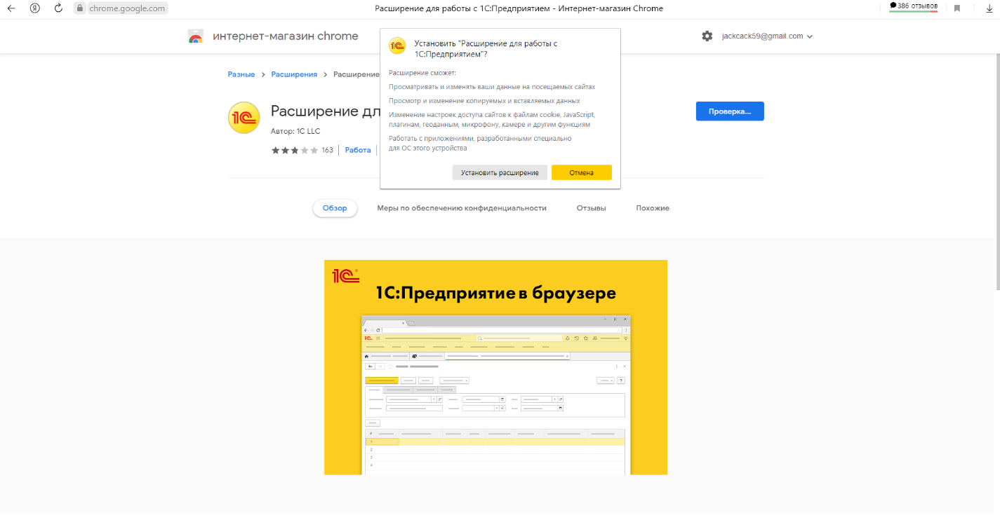 chrome.google.com
Расширение для работы с 1С:Предприятием - Интернет-магазин Chrome
386 отзывов
интернет-магазин chrome
jackcack59@gmail.com
1С
Установить "Расширение для работы с
1С:Предприятием"?
Расширение сможет:
Просматривать и изменять ваши данные на посещаемых сайтах
Просмотр и изменение копируемых и вставляемых данных
Изменение настроек доступа сайтов к файлам cookie, JavaScript,
плагинам, геоданным, микрофону, камере и другим функциям
Работать с приложениями, разработанными специально
для ОС этого устройства
Установить расширение
Отмена
Разные > Расширения > Расширение
1С
Расширение дл
Проверка...
Автор: 1C LLC
163
Работа
Обзор
Меры по обеспечению конфиденциальности
Отзывы
Похожие
1С
1С:Предприятие в браузере
1С
1
2
3
4